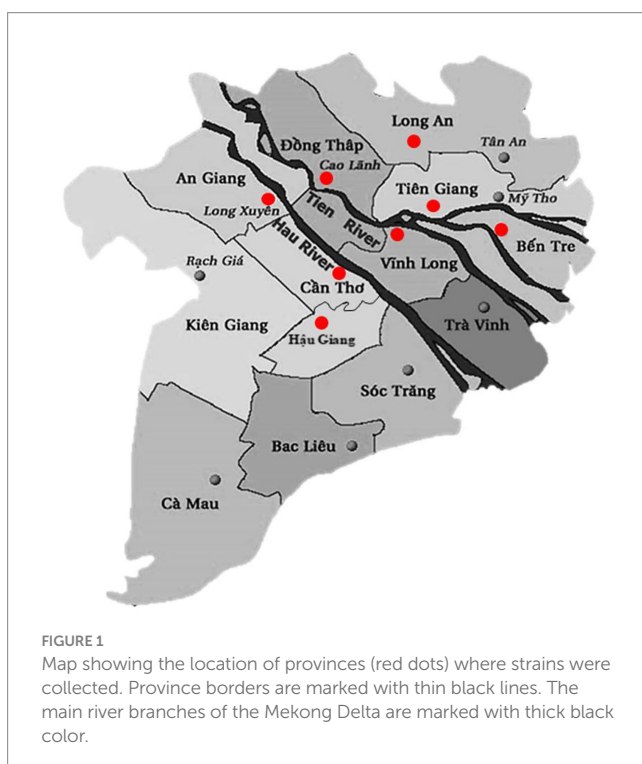 Long An
Tân An
Đồng Thâp
Cao Lãnh
An Giang
Tiên Giang
Mỹ Tho
Long Xuyên
Tien River
Bến Tre
Hau River
Vĩnh Long
Rạch Giá
Cần Thơ
Kiên Giang
Trà Vinh
Hậu Giang
Sóc Trăng
Bac Liêu
Cà Mau
FIGURE 1
Map showing the location of provinces (red dots) where strains were
collected. Province borders are marked with thin black lines. The
main river branches of the Mekong Delta are marked with thick black
color.